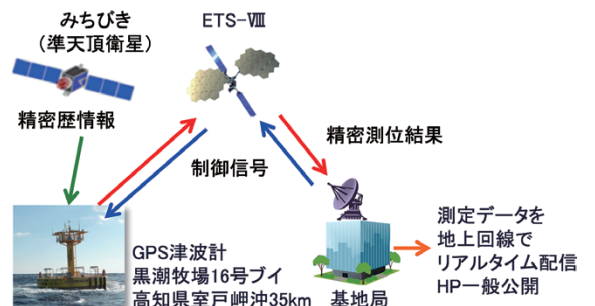 みちびき
（準天頂衛星）
ETS-Ⅷ
精密歴情報
制御信号
精密測位結果
GPS津波計
黒潮牧場16号ブイ
高知県室戸岬沖35km
基地局
測定データを
地上回線で
リアルタイム配信
HP一般公開